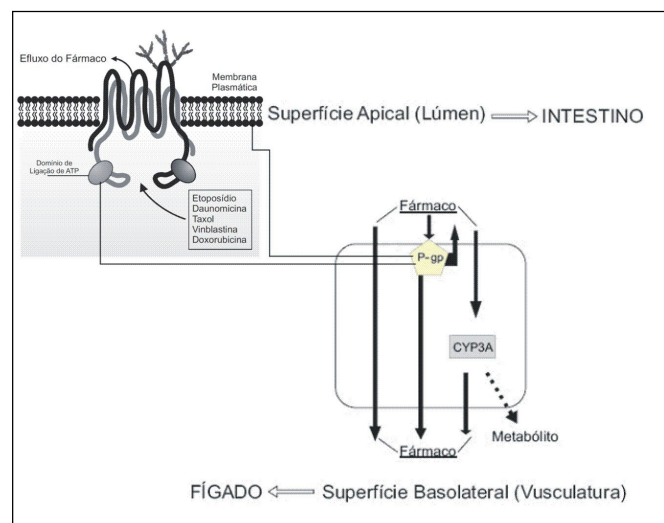 Efluxo do Fármaco
Membrana
Plasmática
Superfície Apical (Lúmen) INTESTINO
Domínio de
Ligação de ATP
Etoposídio
Daunomicina
Taxol
Vinblastina
Doxorubicina
Fármaco
P-gp
CYP3A
Metabólito
Fármaco
FÍGADO Superfície Basolateral (Vusculatura)